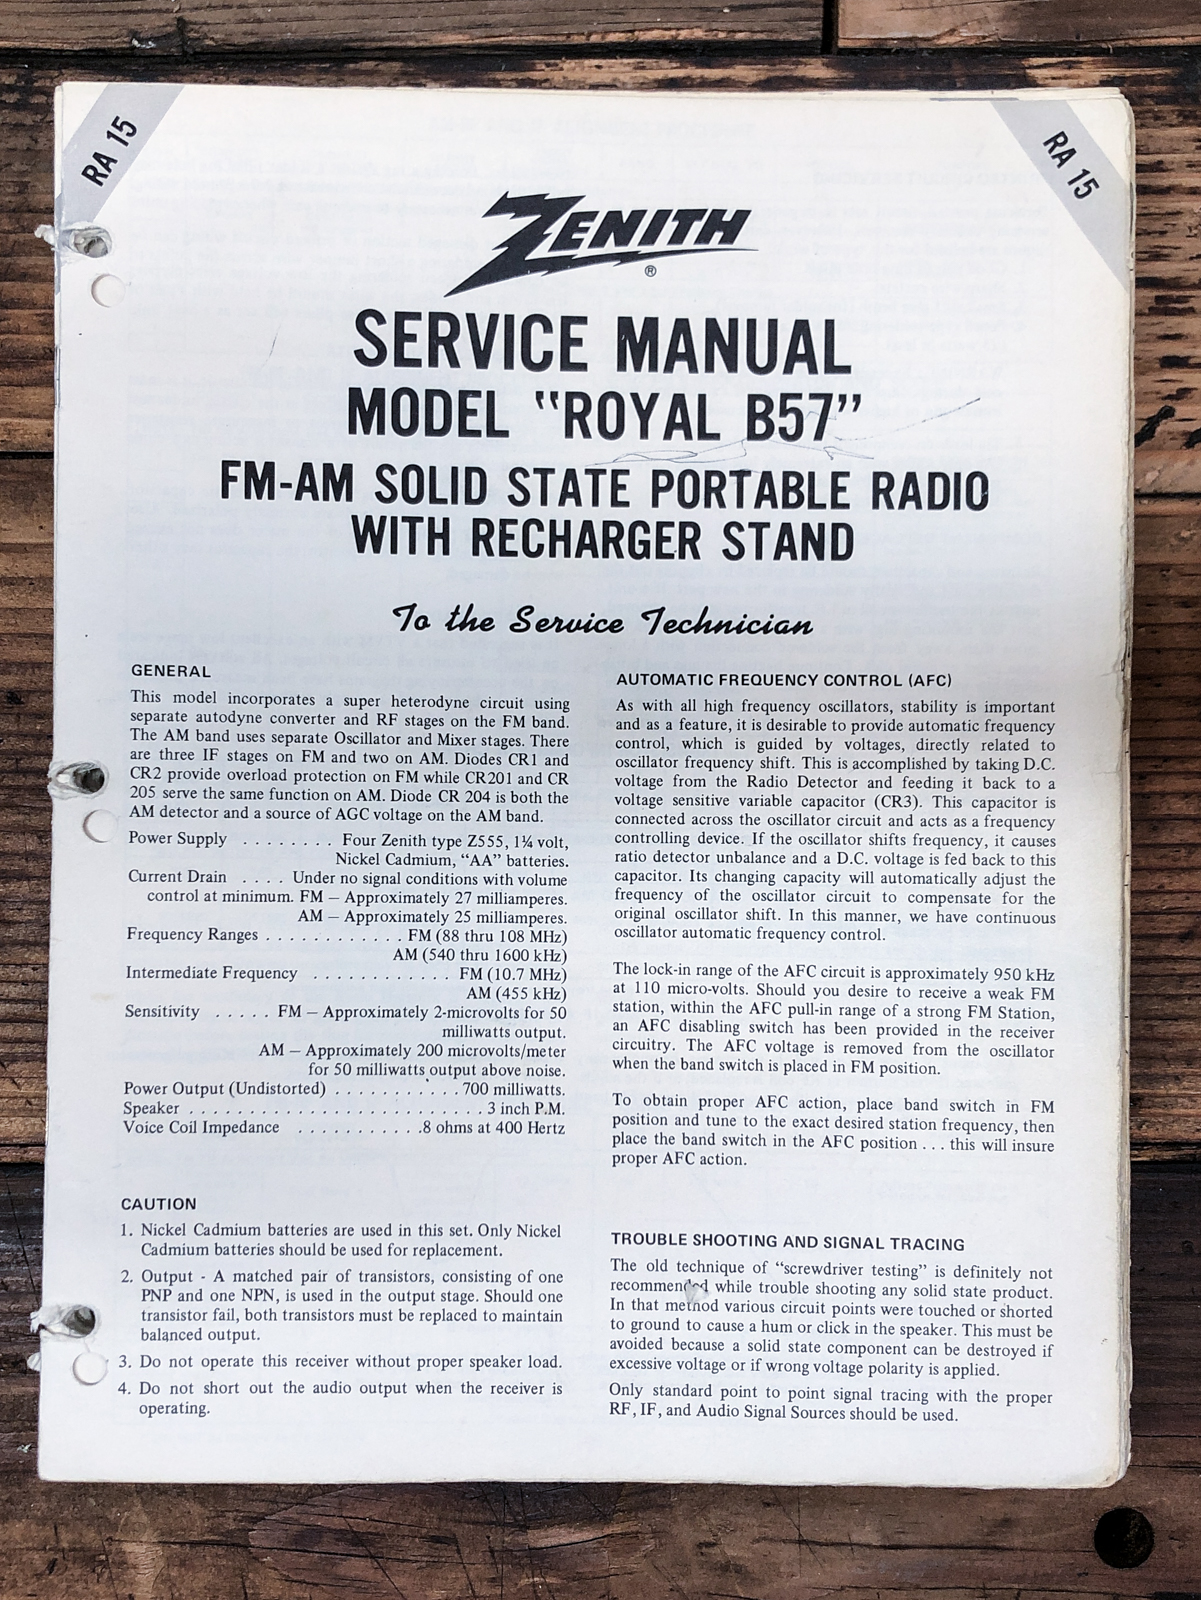 RA 15
RA 15
ZENITH
®
SERVICE MANUAL
MODEL "ROYAL B57"
FM-AM SOLID STATE PORTABLE RADIO
WITH RECHARGER STAND
To the Service Technician
GENERAL
This model incorporates a super heterodyne circuit using
separate autodyne converter and RF stages on the FM band.
The AM band uses separate Oscillator and Mixer stages. There
are three IF stages on FM and two on AM. Diodes CR1 and
CR2 provide overload protection on FM while CR201 and CR
205 serve the same function on AM. Diode CR 204 is both the
AM detector and a source of AGC voltage on the AM band.
Power Supply . . . . . . . . Four Zenith type Z555, 1¼ volt,
Nickel Cadmium, "AA" batteries.
Current Drain . . . . Under no signal conditions with volume
control at minimum. FM — Approximately 27 milliamperes.
AM — Approximately 25 milliamperes.
Frequency Ranges . . . . . . . . . . . . FM (88 thru 108 MHz)
AM (540 thru 1600 kHz)
Intermediate Frequency . . . . . . . . . . . . FM (10.7 MHz)
AM (455 kHz)
Sensitivity . . . . . FM — Approximately 2-microvolts for 50
milliwatts output.
AM — Approximately 200 microvolts/meter
for 50 milliwatts output above noise.
Power Output (Undistorted) . . . . . . . . . . . 700 milliwatts.
Speaker . . . . . . . . . . . . . . . . . . . . . . . . . 3 inch P.M.
Voice Coil Impedance . . . . . . . . . . .8 ohms at 400 Hertz
CAUTION
1. Nickel Cadmium batteries are used in this set. Only Nickel
Cadmium batteries should be used for replacement.
2. Output - A matched pair of transistors, consisting of one
PNP and one NPN, is used in the output stage. Should one
transistor fail, both transistors must be replaced to maintain
balanced output.
3. Do not operate this receiver without proper speaker load.
4. Do not short out the audio output when the receiver is
operating.
AUTOMATIC FREQUENCY CONTROL (AFC)
As with all high frequency oscillators, stability is important
and as a feature, it is desirable to provide automatic frequency
control, which is guided by voltages, directly related to
oscillator frequency shift. This is accomplished by taking D.C.
voltage from the Radio Detector and feeding it back to a
voltage sensitive variable capacitor (CR3). This capacitor is
connected across the oscillator circuit and acts as a frequency
controlling device. If the oscillator shifts frequency, it causes
ratio detector unbalance and a D.C. voltage is fed back to this
capacitor. Its changing capacity will automatically adjust the
frequency of the oscillator circuit to compensate for the
original oscillator shift. In this manner, we have continuous
oscillator automatic frequency control.
The lock-in range of the AFC circuit is approximately 950 kHz
at 110 micro-volts. Should you desire to receive a weak FM
station, within the AFC pull-in range of a strong FM Station,
an AFC disabling switch has been provided in the receiver
circuitry. The AFC voltage is removed from the oscillator
when the band switch is placed in FM position.
To obtain proper AFC action, place band switch in FM
position and tune to the exact desired station frequency, then
place the band switch in the AFC position . . . this will insure
proper AFC action.
TROUBLE SHOOTING AND SIGNAL TRACING
The old technique of "screwdriver testing" is definitely not
recommended while trouble shooting any solid state product.
In that method various circuit points were touched or shorted
to ground to cause a hum or click in the speaker. This must be
avoided because a solid state component can be destroyed if
excessive voltage or if wrong voltage polarity is applied.
Only standard point to point signal tracing with the proper
RF, IF, and Audio Signal Sources should be used.